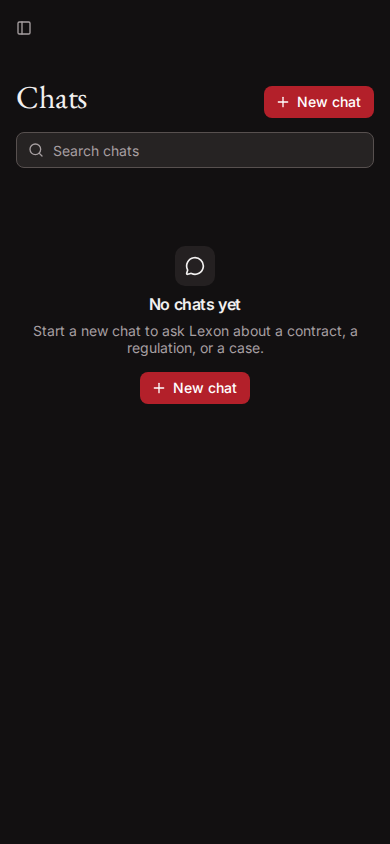 Chats
New chat
Search chats
No chats yet
Start a new chat to ask Lexon about a contract, a
regulation, or a case.
New chat